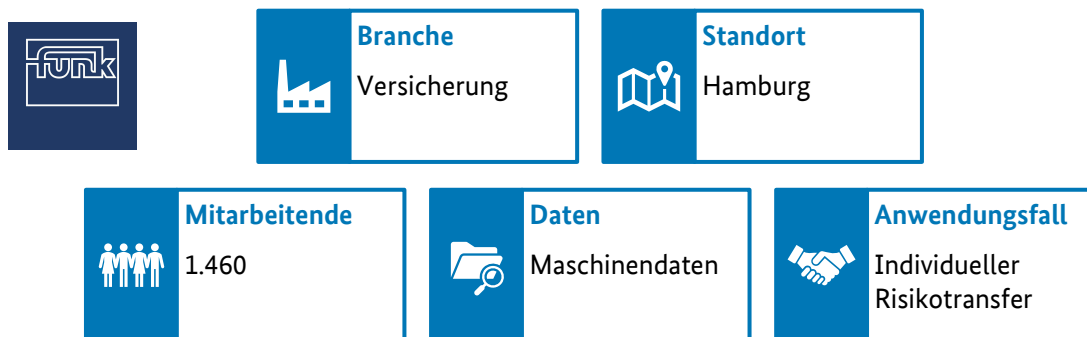 funk
Branche
Versicherung
Standort
Hamburg
Mitarbeitende
1.460
Daten
Maschinendaten
Anwendungsfall
Individueller
Risikotransfer